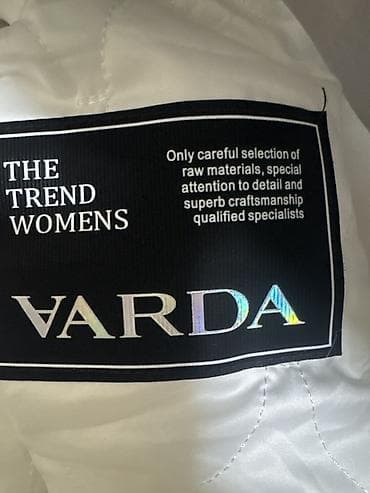 THE
TREND
WOMENS
Only careful selection of
raw materials, special
attention to detail and
superb craftsmanship
qualified specialists
VARDA